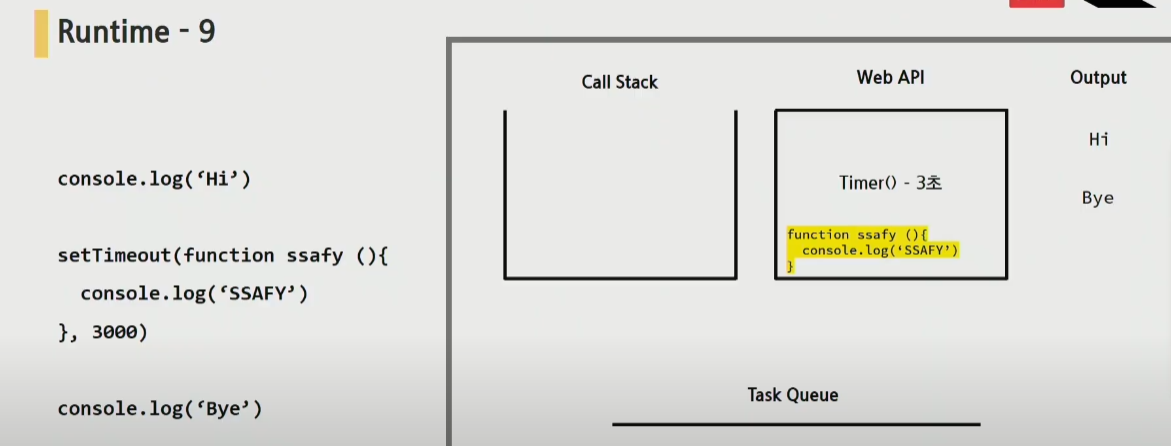 Runtime - 9
console.log(‘Hi’)
setTimeout(function ssafy (){
console.log(‘SSAFY’)
}, 3000)
console.log(‘Bye’)
Call Stack
Web API
Timer() - 3초
function ssafy (){
console.log(‘SSAFY’)
}
Output
Hi
Bye
Task Queue